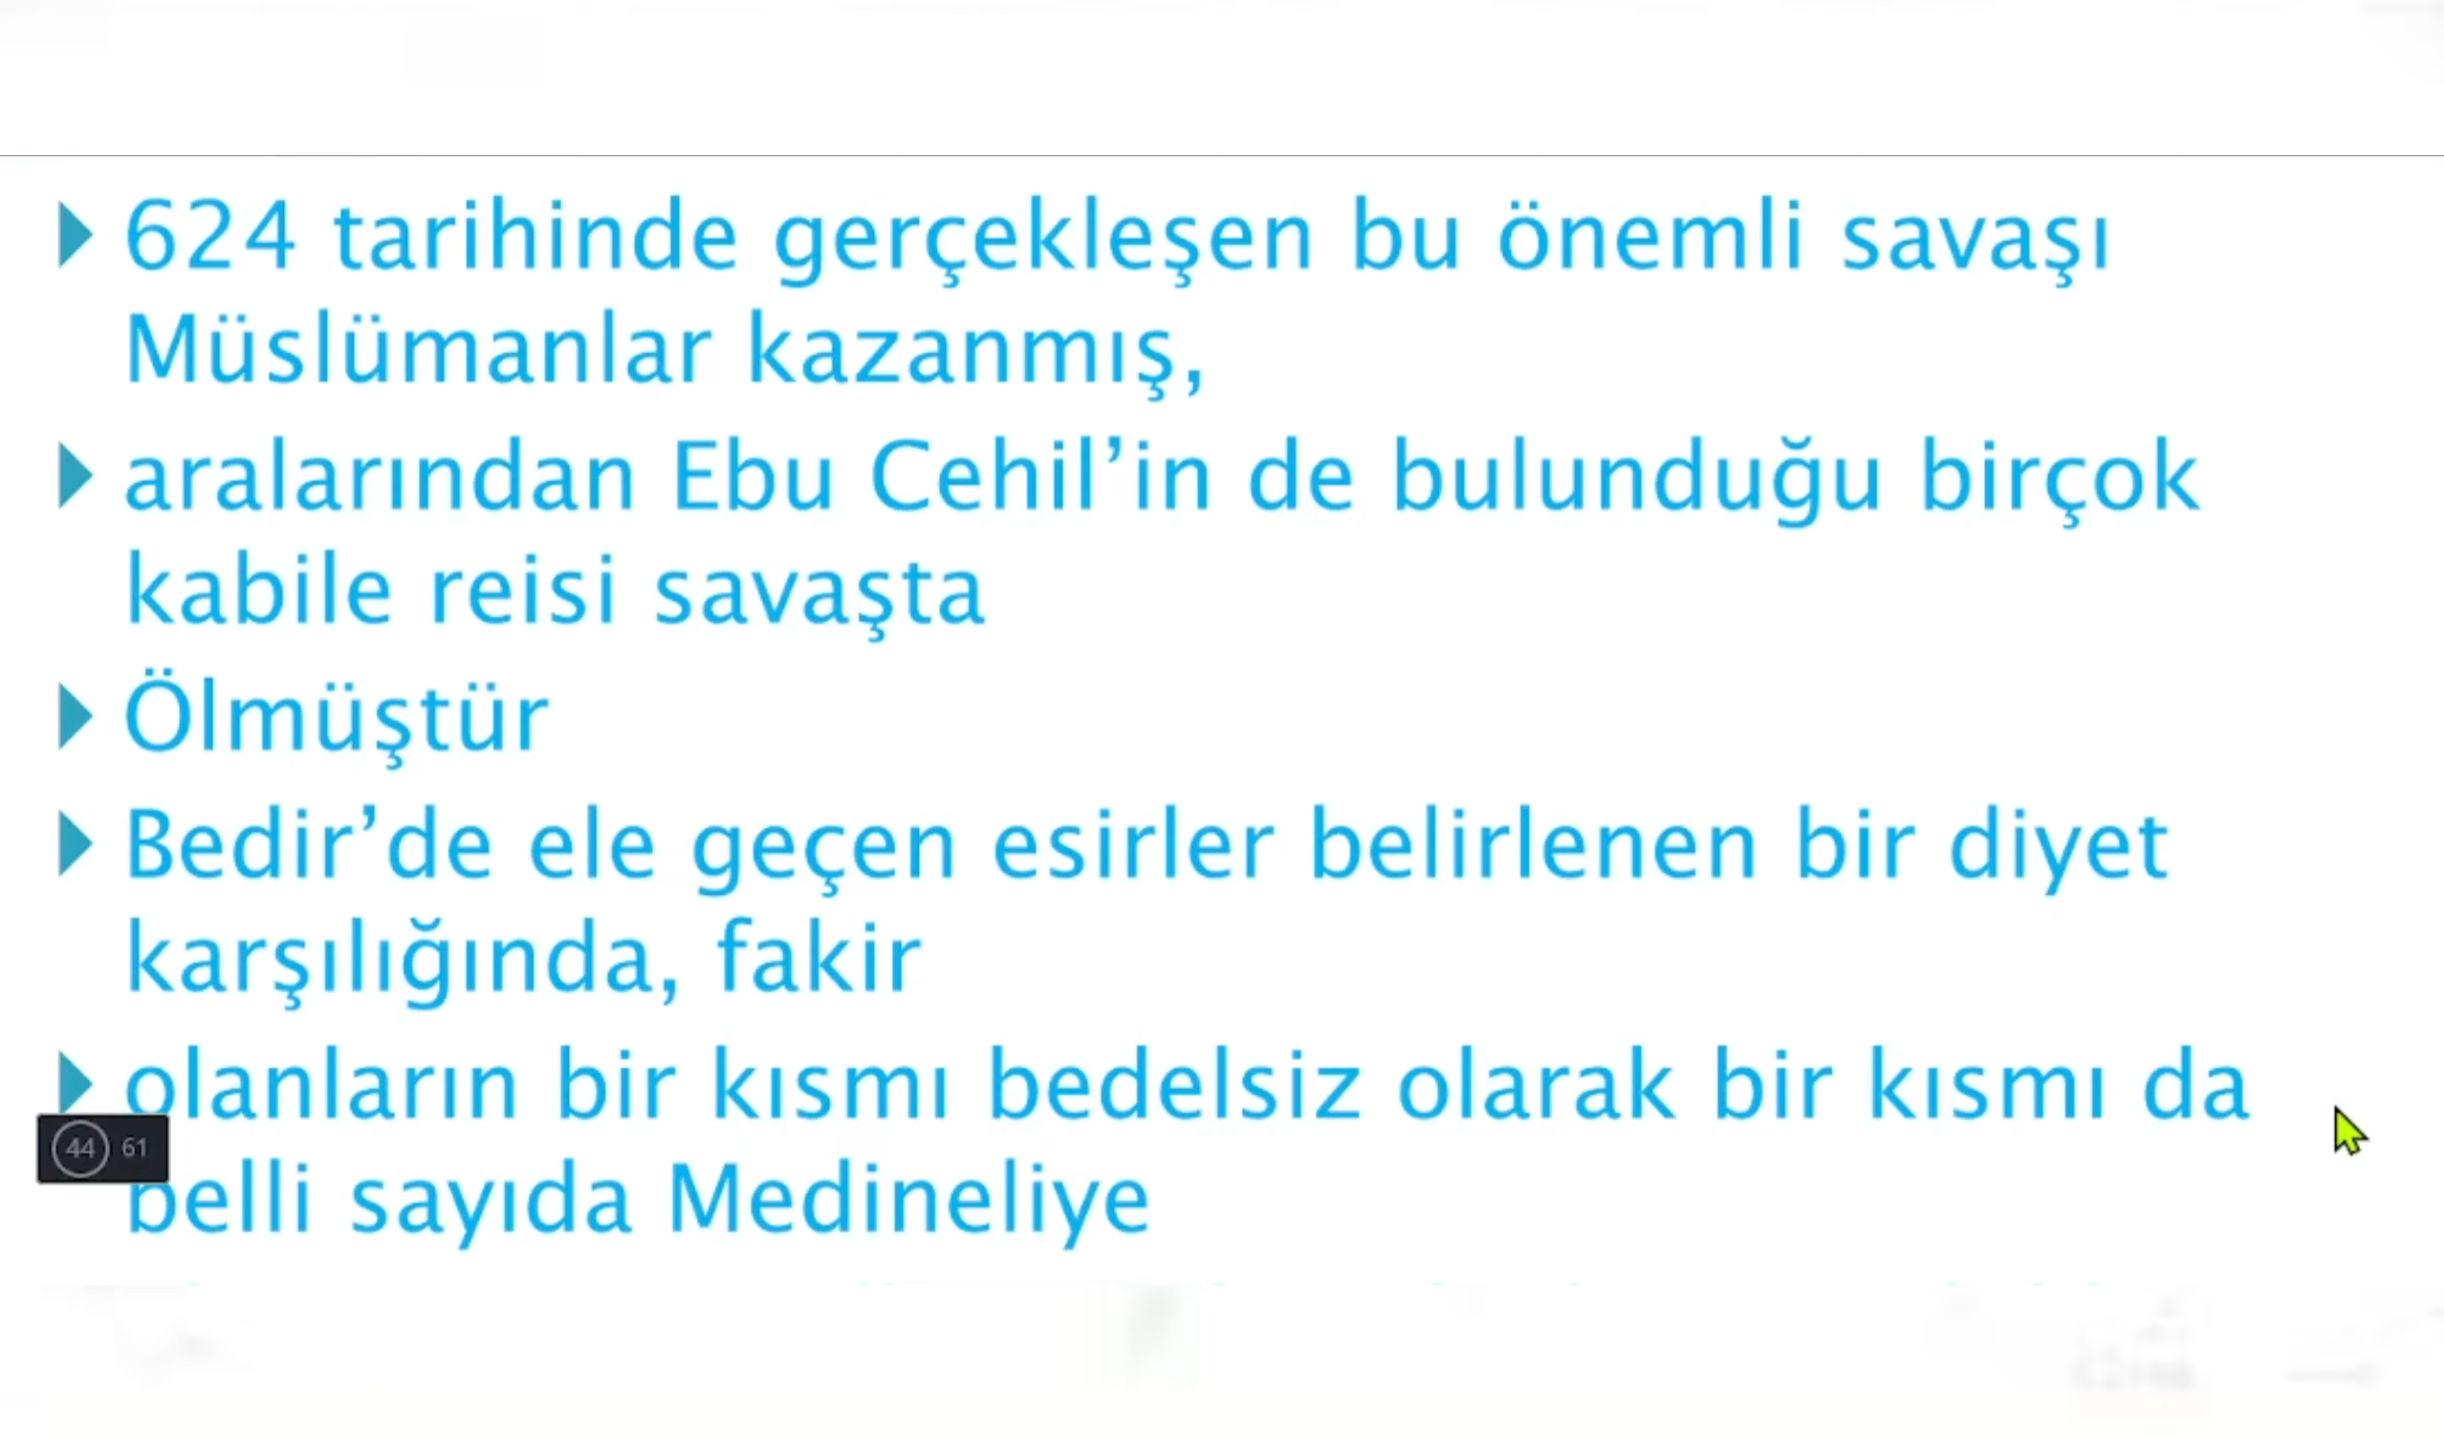 624 tarihinde gerçekleşen bu önemli savaşı
Müslümanlar kazanmış,
aralarından Ebu Cehil’in de bulunduğu birçok
kabile reisi savaşta
Ölmüştür
Bedir’de ele geçen esirler belirlenen bir diyet
karşılığında, fakir
olanların bir kısmı bedelsiz olarak bir kısmı da
44 61
belli sayıda Medineliye